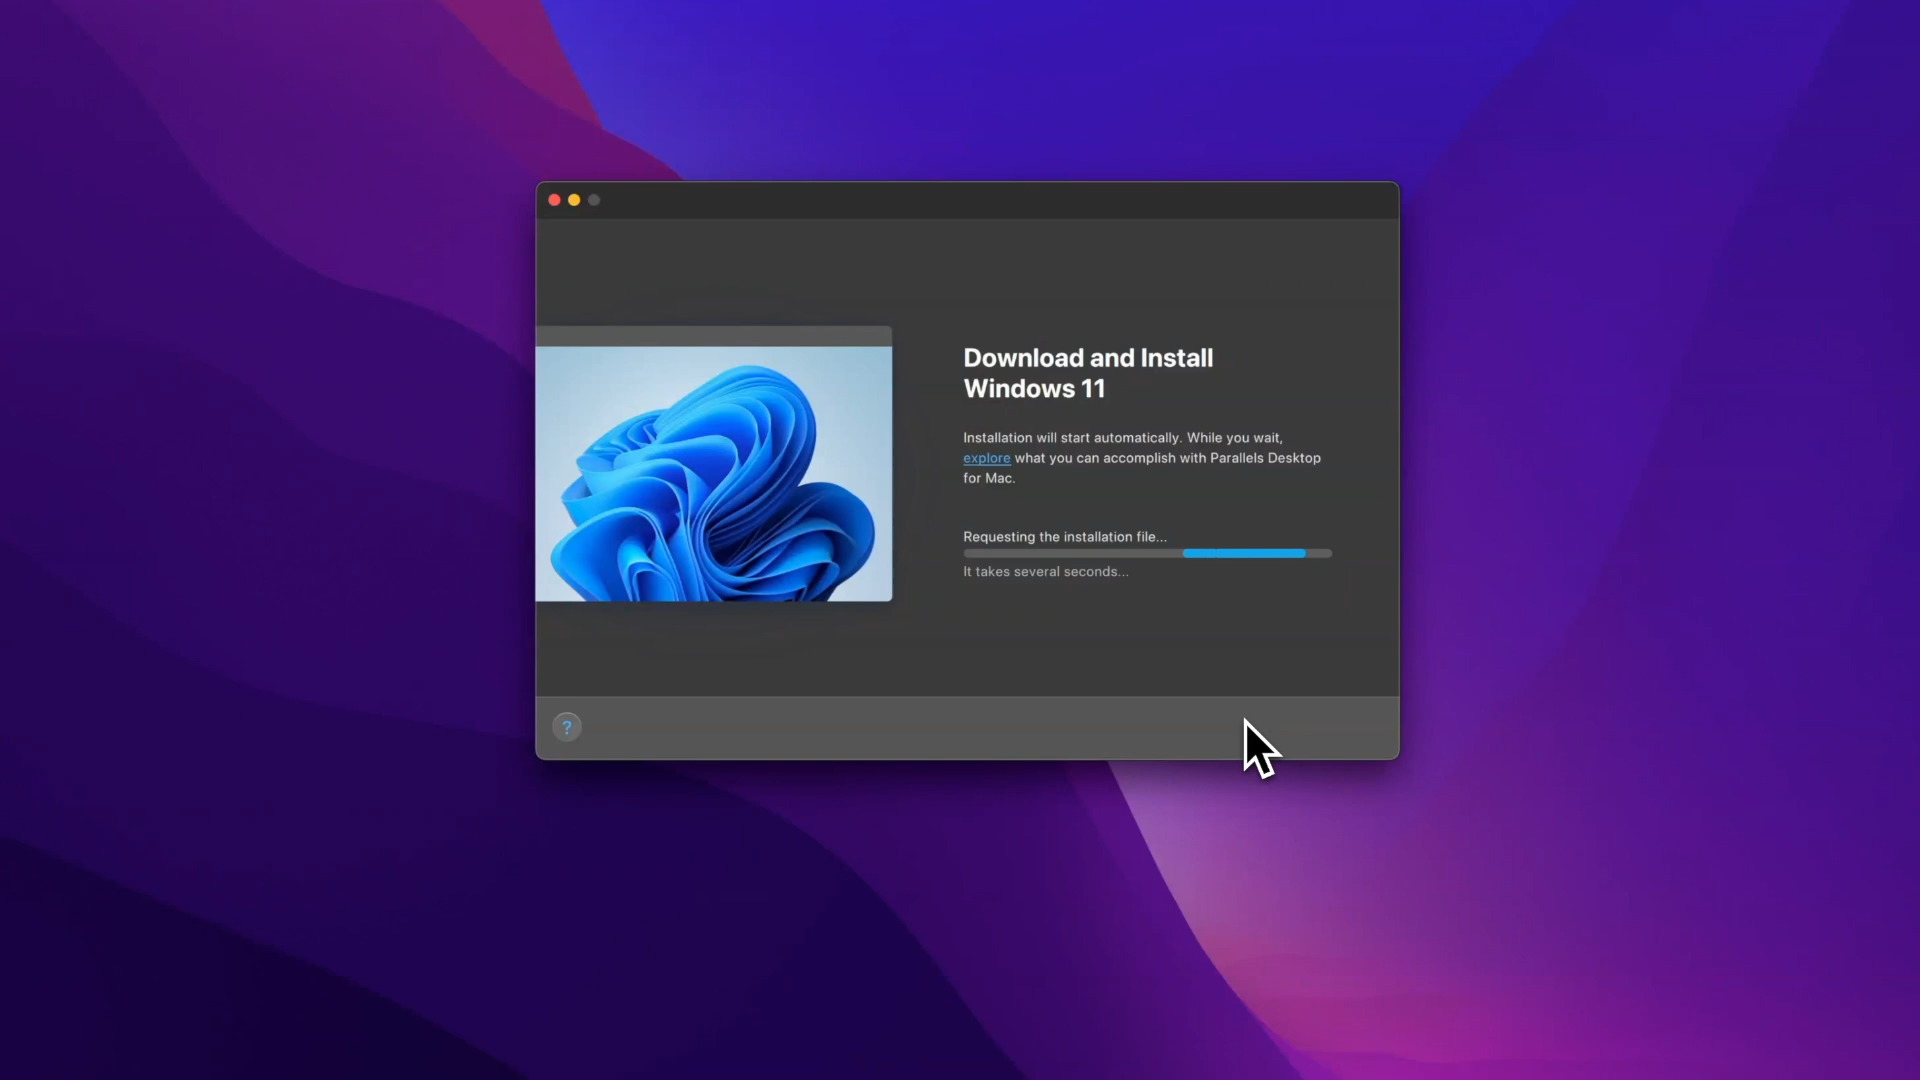 Download and Install
Windows 11
Installation will start automatically. While you wait,
explore what you can accomplish with Parallels Desktop
for Mac.
Requesting the installation file...
It takes several seconds...
?